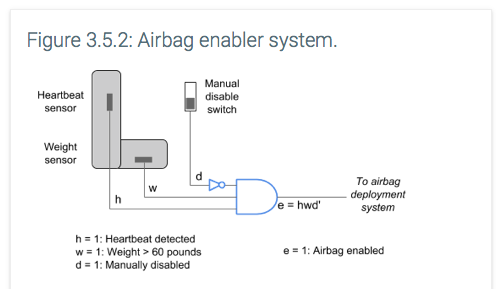 Figure 3.5.2: Airbag enabler system.
Heartbeat
sensor
Manual
disable
switch
Weight
sensor
d
w
h
e = hwd'
To airbag
deployment
system
h = 1: Heartbeat detected
w = 1: Weight > 60 pounds
d = 1: Manually disabled
e = 1: Airbag enabled